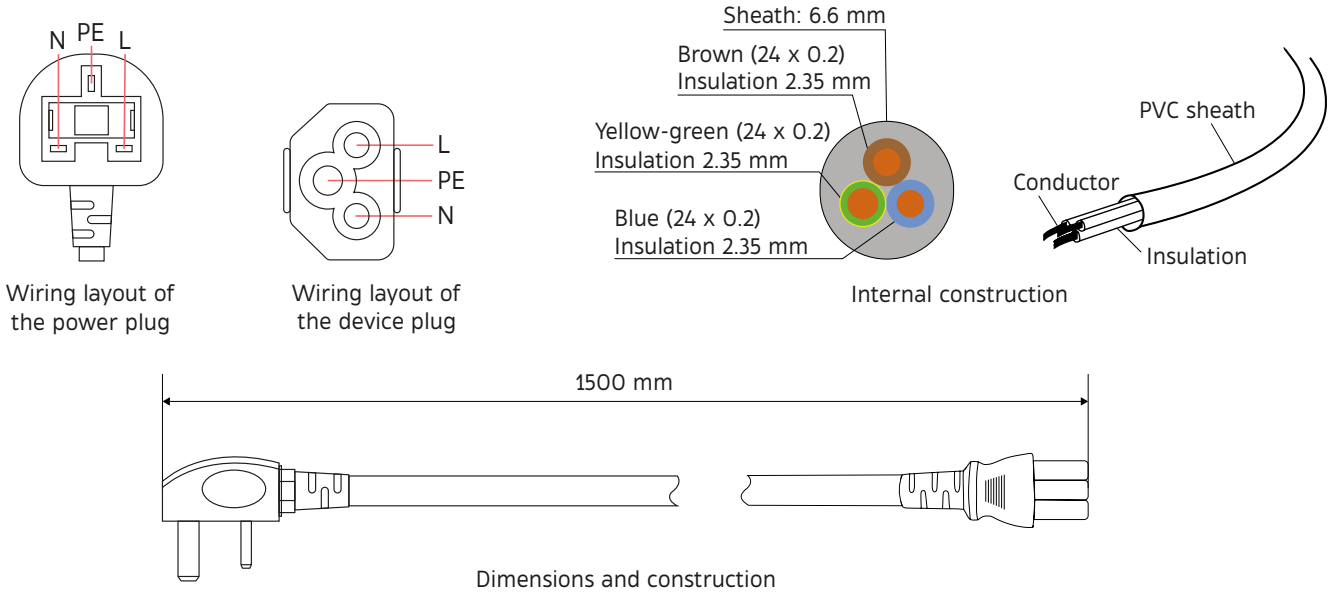 N PE L
Wiring layout of
the power plug
L
PE
N
Wiring layout of
the device plug
Sheath: 6.6 mm
Brown (24 x 0.2)
Insulation 2.35 mm
Yellow-green (24 x 0.2)
Insulation 2.35 mm
Blue (24 x 0.2)
Insulation 2.35 mm
PVC sheath
Conductor
Insulation
Internal construction
1500 mm
Dimensions and construction